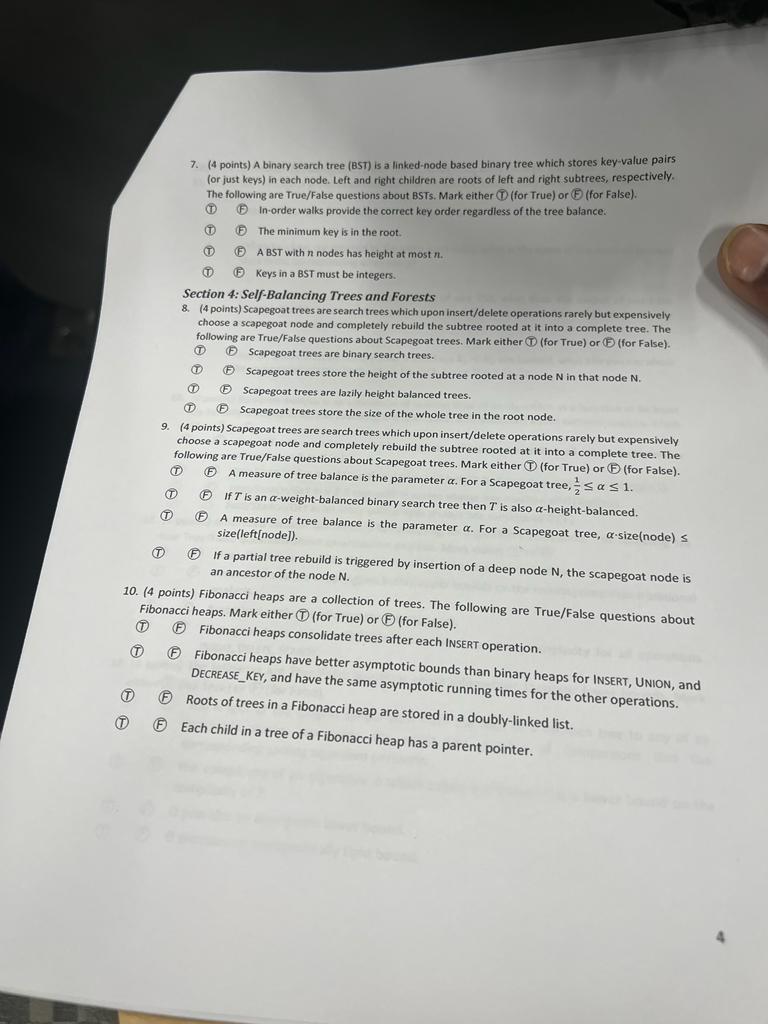 7. (4 points) A binary search tree (BST) is a linked-node based binary tree which stores key-value pairs
(or just keys) in each node. Left and right children are roots of left and right subtrees, respectively.
The following are True/False questions about BSTs. Mark either Ⓣ (for True) or Ⓕ (for False).
Ⓣ Ⓕ In-order walks provide the correct key order regardless of the tree balance.
Ⓣ Ⓕ The minimum key is in the root.
Ⓣ Ⓕ A BST with n nodes has height at most n.
Ⓣ Ⓕ Keys in a BST must be integers.
Section 4: Self-Balancing Trees and Forests
8. (4 points) Scapegoat trees are search trees which upon insert/delete operations rarely but expensively
choose a scapegoat node and completely rebuild the subtree rooted at it into a complete tree. The
following are True/False questions about Scapegoat trees. Mark either Ⓣ (for True) or Ⓕ (for False).
Ⓣ Ⓕ Scapegoat trees are binary search trees.
Ⓣ Ⓕ Scapegoat trees store the height of the subtree rooted at a node N in that node N.
Ⓣ Ⓕ Scapegoat trees are lazily height balanced trees.
Ⓣ Ⓕ Scapegoat trees store the size of the whole tree in the root node.
9. (4 points) Scapegoat trees are search trees which upon insert/delete operations rarely but expensively
choose a scapegoat node and completely rebuild the subtree rooted at it into a complete tree. The
following are True/False questions about Scapegoat trees. Mark either Ⓣ (for True) or Ⓕ (for False).
Ⓣ Ⓕ A measure of tree balance is the parameter α. For a Scapegoat tree, 1/2 ≤ α ≤ 1.
Ⓣ Ⓕ If T is an α-weight-balanced binary search tree then T is also α-height-balanced.
Ⓣ Ⓕ A measure of tree balance is the parameter α. For a Scapegoat tree, α·size(node) ≤
size(left[node]).
Ⓣ Ⓕ If a partial tree rebuild is triggered by insertion of a deep node N, the scapegoat node is
an ancestor of the node N.
10. (4 points) Fibonacci heaps are a collection of trees. The following are True/False questions about
Fibonacci heaps. Mark either Ⓣ (for True) or Ⓕ (for False).
Ⓣ Ⓕ Fibonacci heaps consolidate trees after each INSERT operation.
Ⓣ Ⓕ Fibonacci heaps have better asymptotic bounds than binary heaps for INSERT, UNION, and
DECREASE_KEY, and have the same asymptotic running times for the other operations.
Ⓣ Ⓕ Roots of trees in a Fibonacci heap are stored in a doubly-linked list.
Ⓣ Ⓕ Each child in a tree of a Fibonacci heap has a parent pointer.
4